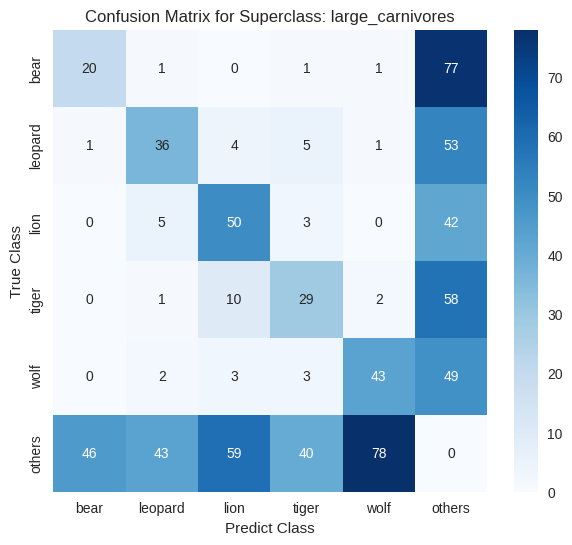 Confusion Matrix for Superclass: large_carnivores
bear 20 1 0 1 1 77
leopard 1 36 4 5 1 53
lion 0 5 50 3 0 42
tiger 0 1 10 29 2 58
wolf 0 2 3 3 43 49
others 46 43 59 40 78 0
bear leopard lion tiger wolf others
Predict Class
True Class
70
60
50
40
30
20
10
0